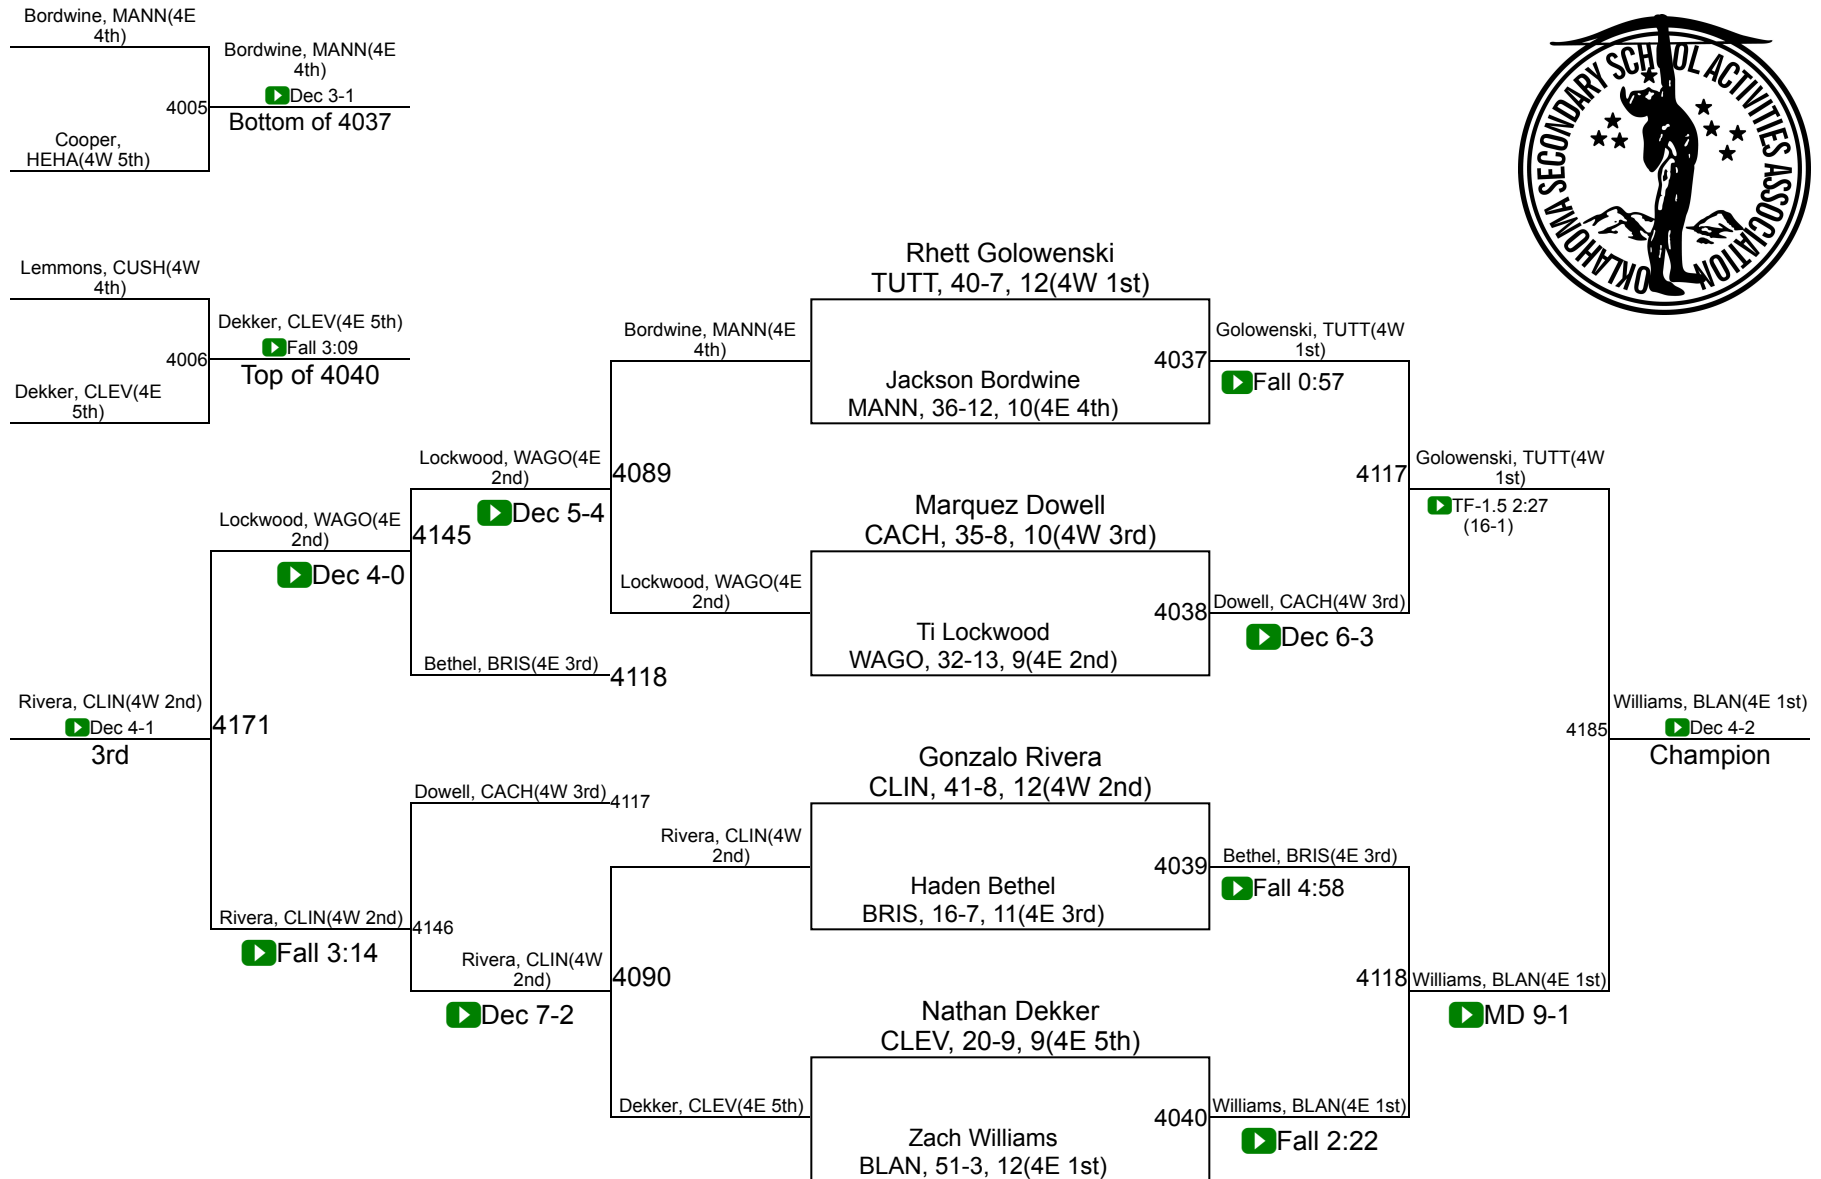 Bordwine, MANN(4E
4th)
Bordwine, MANN(4E
4th)
Dec 3-1
4005
Bottom of 4037
Cooper,
HEHA(4W 5th)
OKLAHOMA SECONDARY SCHOOL ACTIVITIES ASSOCIATION
Lemmons, CUSH(4W
4th)
Dekker, CLEV(4E 5th)
Fall 3:09
4006
Top of 4040
Dekker, CLEV(4E
5th)
Rhett Golowenski
TUTT, 40-7, 12(4W 1st)
Bordwine, MANN(4E
4th)
4037
Jackson Bordwine
MANN, 36-12, 10(4E 4th)
Golowenski, TUTT(4W
1st)
Fall 0:57
Lockwood, WAGO(4E
2nd)
4089
Dec 5-4
4117
Golowenski, TUTT(4W
1st)
TF-1.5 2:27
(16-1)
Marquez Dowell
CACH, 35-8, 10(4W 3rd)
Lockwood, WAGO(4E
2nd)
4145
Dec 4-0
Lockwood, WAGO(4E
2nd)
4038
Dowell, CACH(4W 3rd)
Dec 6-3
Ti Lockwood
WAGO, 32-13, 9(4E 2nd)
Bethel, BRIS(4E 3rd)
4118
Rivera, CLIN(4W 2nd)
Dec 4-1
3rd
4171
Williams, BLAN(4E 1st)
4185
Dec 4-2
Champion
Gonzalo Rivera
CLIN, 41-8, 12(4W 2nd)
Dowell, CACH(4W 3rd)
4117
Rivera, CLIN(4W
2nd)
4039
Bethel, BRIS(4E 3rd)
Fall 4:58
Haden Bethel
BRIS, 16-7, 11(4E 3rd)
Rivera, CLIN(4W 2nd)
4146
Fall 3:14
Rivera, CLIN(4W
2nd)
4090
Dec 7-2
4118
Williams, BLAN(4E 1st)
MD 9-1
Nathan Dekker
CLEV, 20-9, 9(4E 5th)
Dekker, CLEV(4E 5th)
4040
Williams, BLAN(4E 1st)
Fall 2:22
Zach Williams
BLAN, 51-3, 12(4E 1st)